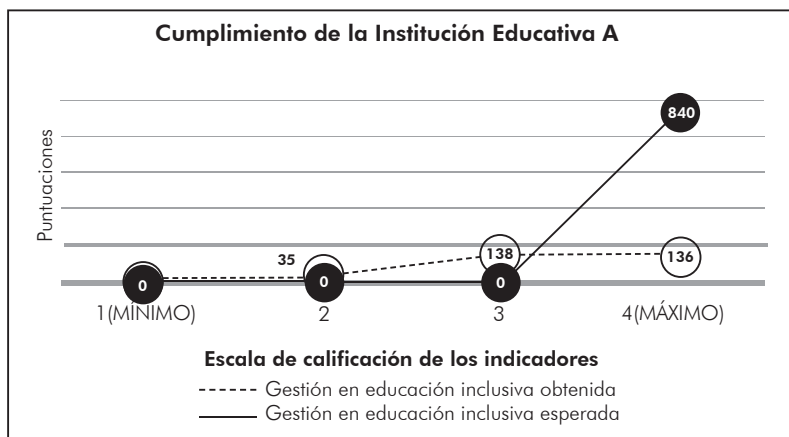 Cumplimiento de la Institución Educativa A
Puntuaciones
840
35
138
136
0
0
0
1(MÍNIMO) 2 3 4(MÁXIMO)
Escala de calificación de los indicadores
Gestión en educación inclusiva obtenida
Gestión en educación inclusiva esperada